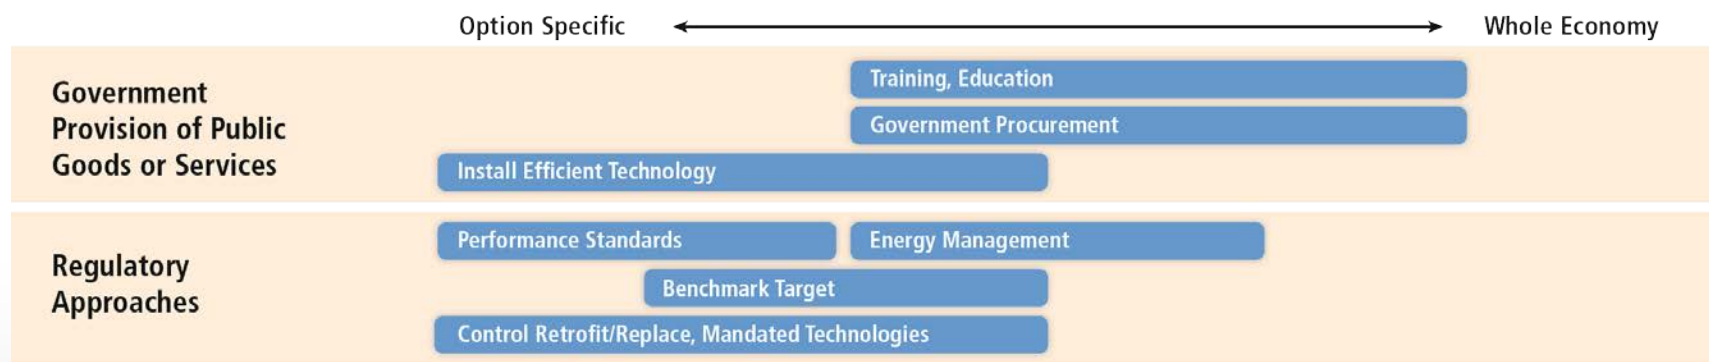 Option Specific
Whole Economy
Government
Provision of Public
Goods or Services
Training, Education
Government Procurement
Install Efficient Technology
Regulatory
Approaches
Performance Standards
Energy Management
Benchmark Target
Control Retrofit/Replace, Mandated Technologies